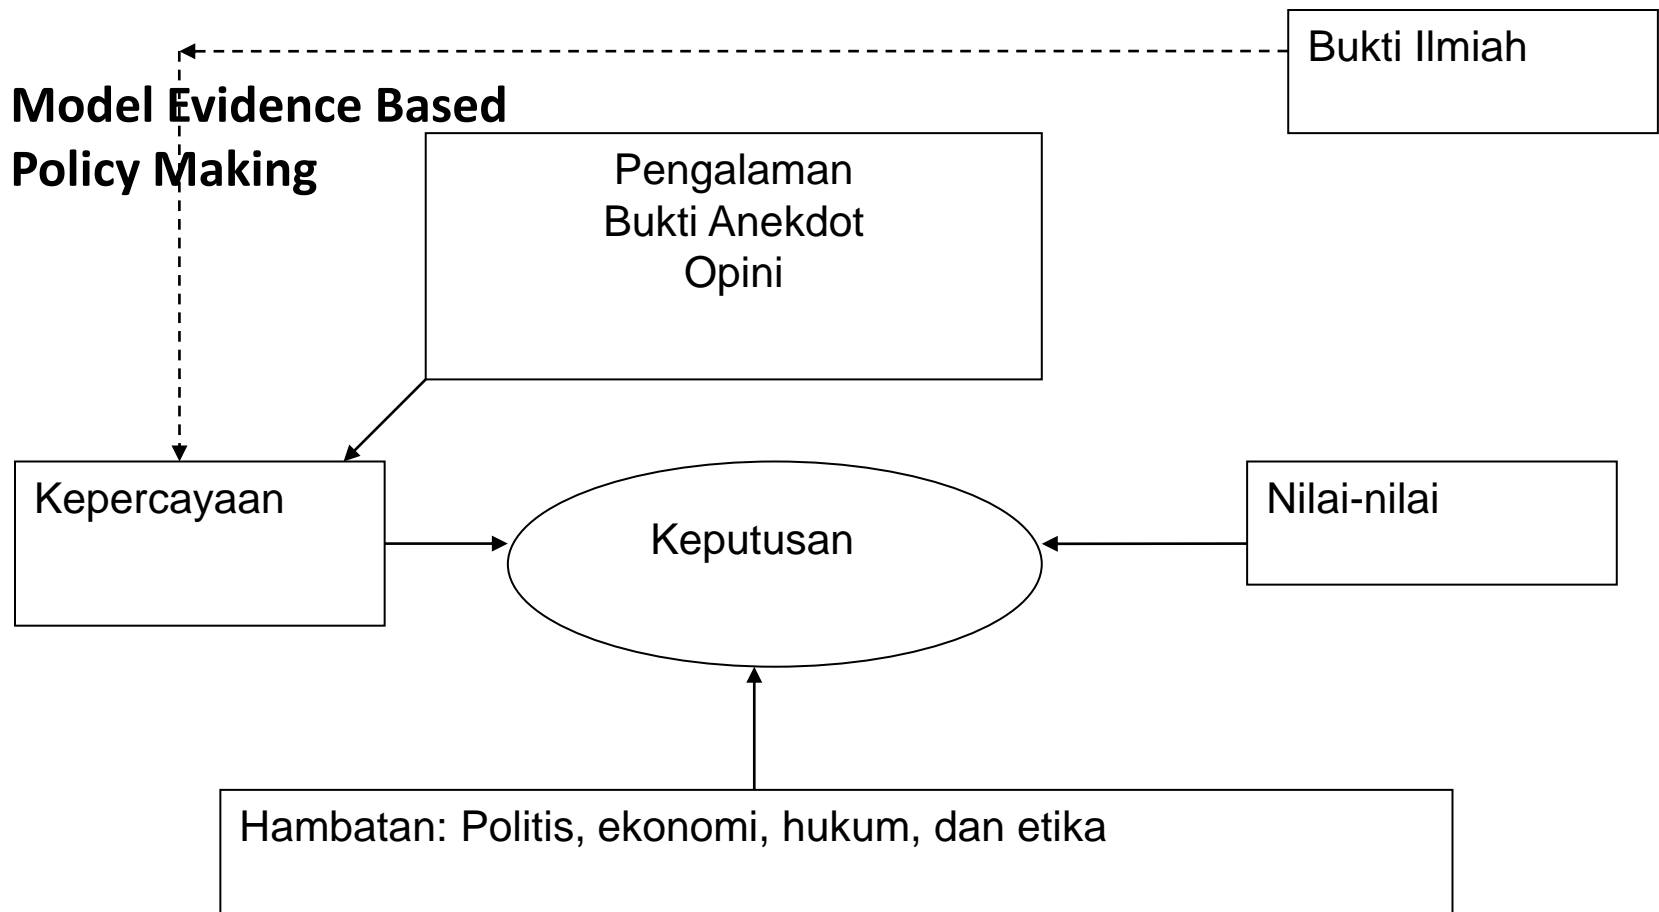 Bukti Ilmiah
Model Evidence Based
Policy Making
Pengalaman
Bukti Anekdot
Opini
Kepercayaan
Keputusan
Nilai-nilai
Hambatan: Politis, ekonomi, hukum, dan etika